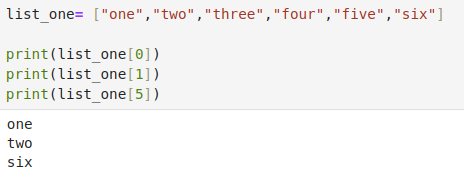 list_one= ["one","two","three","four","five","six"]
print(list_one[0])
print(list_one[1])
print(list_one[5])
one
two
six